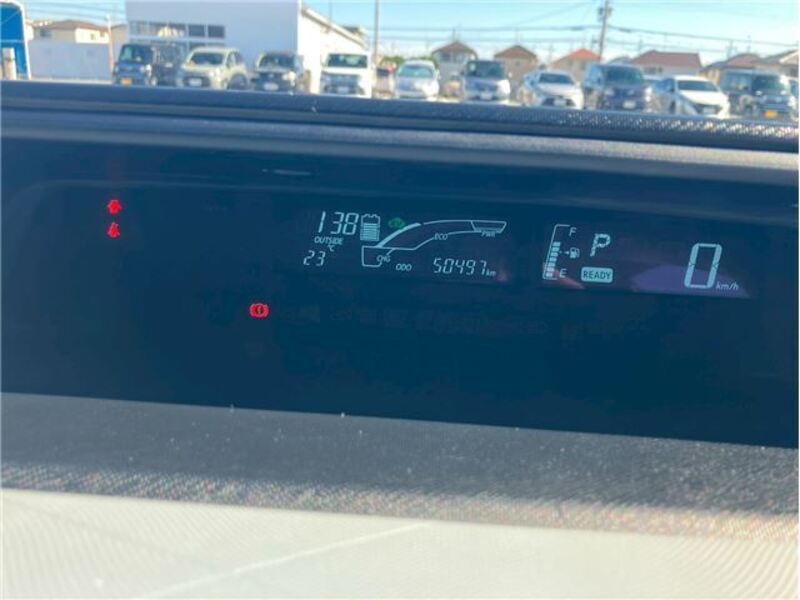 138
OUTSIDE
°C
23
ECO
PWR
CHG
ODO 50497 km
F
E
P
READY
0 km/h